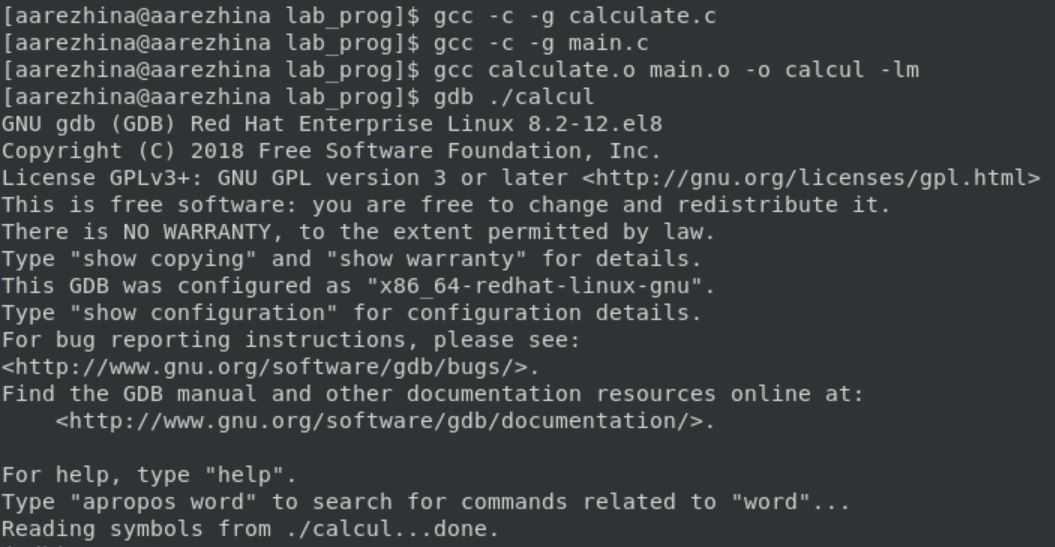 [aarezhina@aarezhina lab_prog]$ gcc -c -g calculate.c
[aarezhina@aarezhina lab_prog]$ gcc -c -g main.c
[aarezhina@aarezhina lab_prog]$ gcc calculate.o main.o -o calcul -lm
[aarezhina@aarezhina lab_prog]$ gdb ./calcul
GNU gdb (GDB) Red Hat Enterprise Linux 8.2-12.el8
Copyright (C) 2018 Free Software Foundation, Inc.
License GPLv3+: GNU GPL version 3 or later <http://gnu.org/licenses/gpl.html>
This is free software: you are free to change and redistribute it.
There is NO WARRANTY, to the extent permitted by law.
Type "show copying" and "show warranty" for details.
This GDB was configured as "x86_64-redhat-linux-gnu".
Type "show configuration" for configuration details.
For bug reporting instructions, please see:
<http://www.gnu.org/software/gdb/bugs/>.
Find the GDB manual and other documentation resources online at:
    <http://www.gnu.org/software/gdb/documentation/>.

For help, type "help".
Type "apropos word" to search for commands related to "word"...
Reading symbols from ./calcul...done.